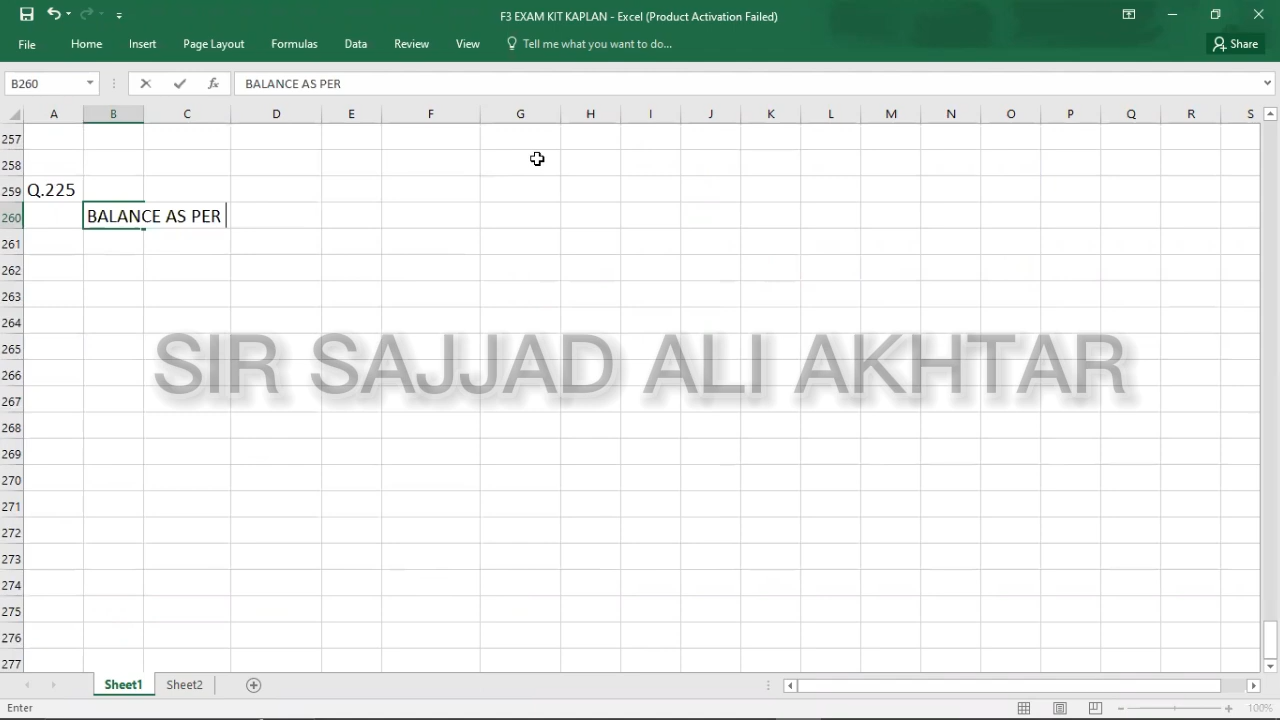 F3 EXAM KIT KAPLAN - Excel (Product Activation Failed)
File Home Insert Page Layout Formulas Data Review View Tell me what you want to do... Share
B260 fx BALANCE AS PER
A B C D E F G H I J K L M N O P Q R S
257
258
259 Q.225
260 BALANCE AS PER
261
262
263
264
265
SIR SAJJAD ALI AKHTAR
266
267
268
269
270
271
272
273
274
275
276
277
Sheet1 Sheet2
Enter 100%